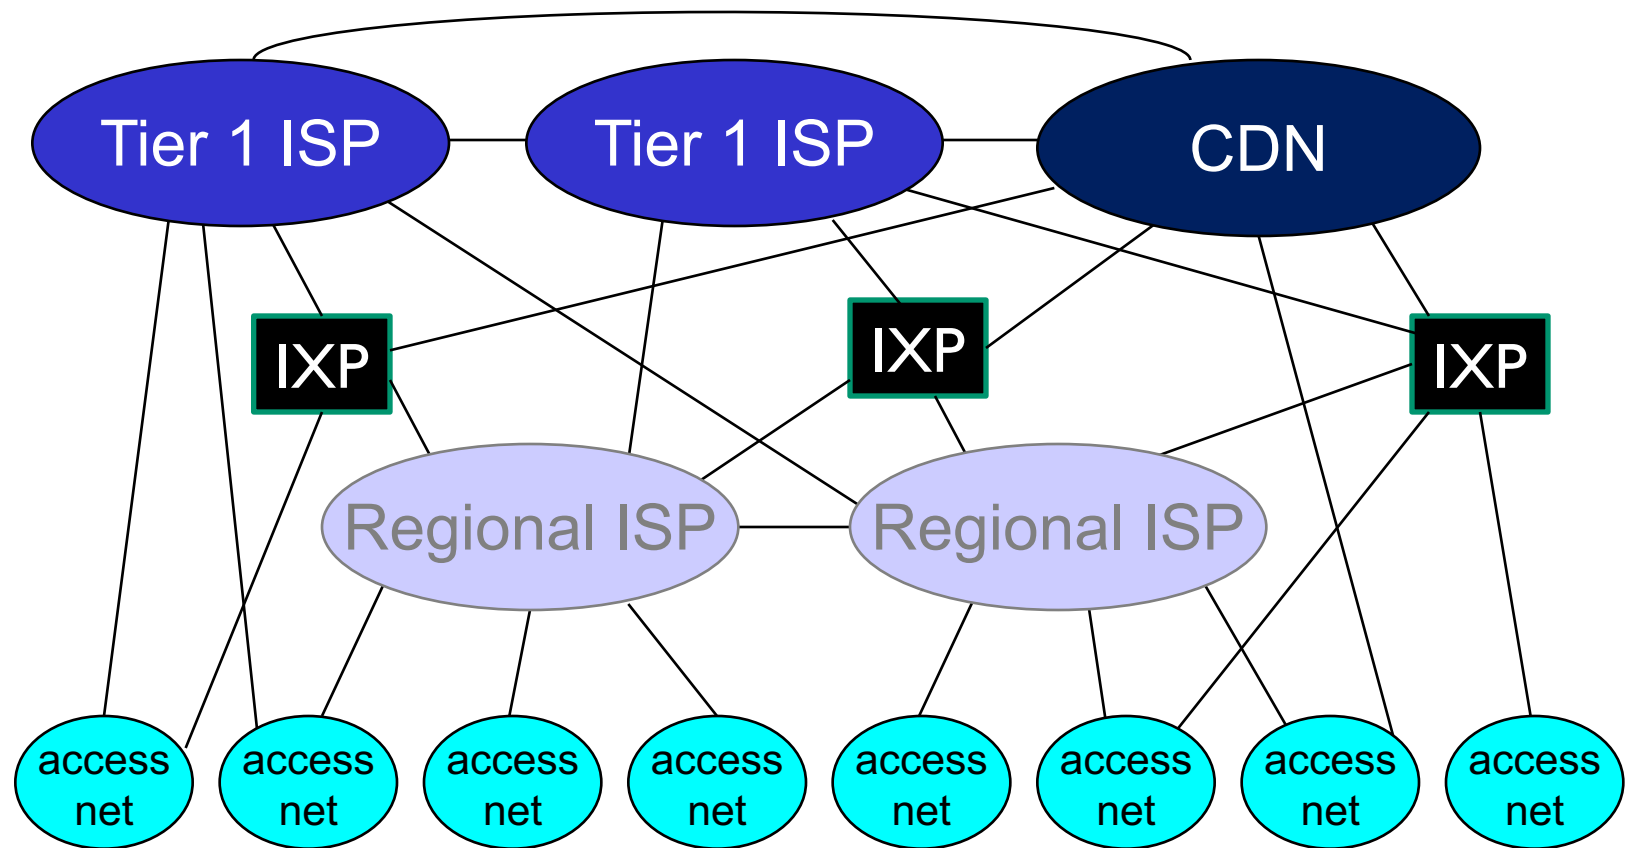 Tier 1 ISP
Tier 1 ISP
CDN
IXP
IXP
IXP
Regional ISP
Regional ISP
access
net
access
net
access
net
access
net
access
net
access
net
access
net
access
net